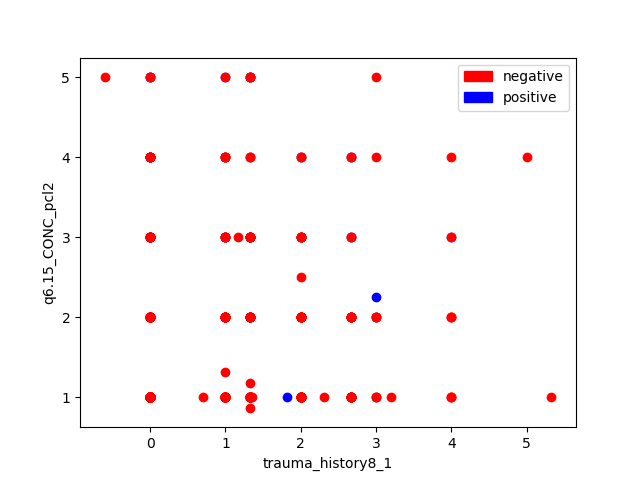 negative
positive
5
4
3
2
1
q6.15_CONC_pcl2
0 1 2 3 4 5
trauma_history8_1